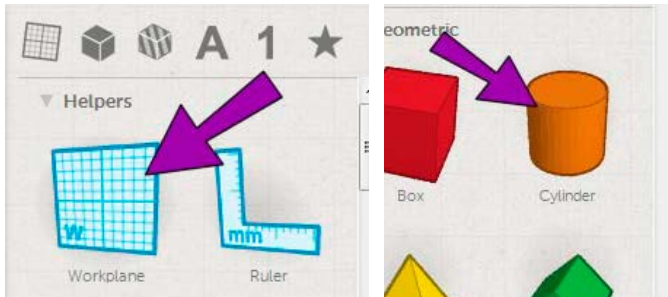 A 1
Helpers
W
mm
Workplane
Ruler
eometric
Box
Cylinder